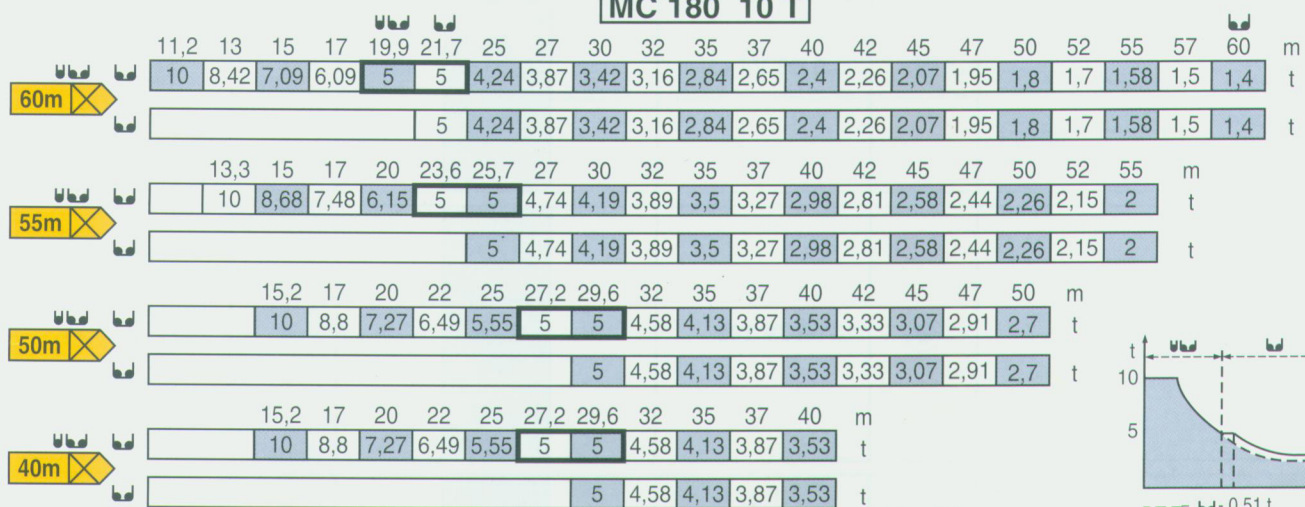 MC 180 10 T
11,2 13 15 17 19,9 21,7 25 27 30 32 35 37 40 42 45 47 50 52 55 57 60 m
60m 10 8,42 7,09 6,09 5 5 4,24 3,87 3,42 3,16 2,84 2,65 2,4 2,26 2,07 1,95 1,8 1,7 1,58 1,5 1,4 t
5 4,24 3,87 3,42 3,16 2,84 2,65 2,4 2,26 2,07 1,95 1,8 1,7 1,58 1,5 1,4 t
13,3 15 17 20 23,6 25,7 27 30 32 35 37 40 42 45 47 50 52 55 m
55m 10 8,68 7,48 6,15 5 5 4,74 4,19 3,89 3,5 3,27 2,98 2,81 2,58 2,44 2,26 2,15 2 t
5 4,74 4,19 3,89 3,5 3,27 2,98 2,81 2,58 2,44 2,26 2,15 2 t
15,2 17 20 22 25 27,2 29,6 32 35 37 40 42 45 47 50 m
50m 10 8,8 7,27 6,49 5,55 5 5 4,58 4,13 3,87 3,53 3,33 3,07 2,91 2,7 t
5 4,58 4,13 3,87 3,53 3,33 3,07 2,91 2,7 t
15,2 17 20 22 25 27,2 29,6 32 35 37 40 m
40m 10 8,8 7,27 6,49 5,55 5 5 4,58 4,13 3,87 3,53 t
5 4,58 4,13 3,87 3,53 t
t
10
5
- 0,51 t